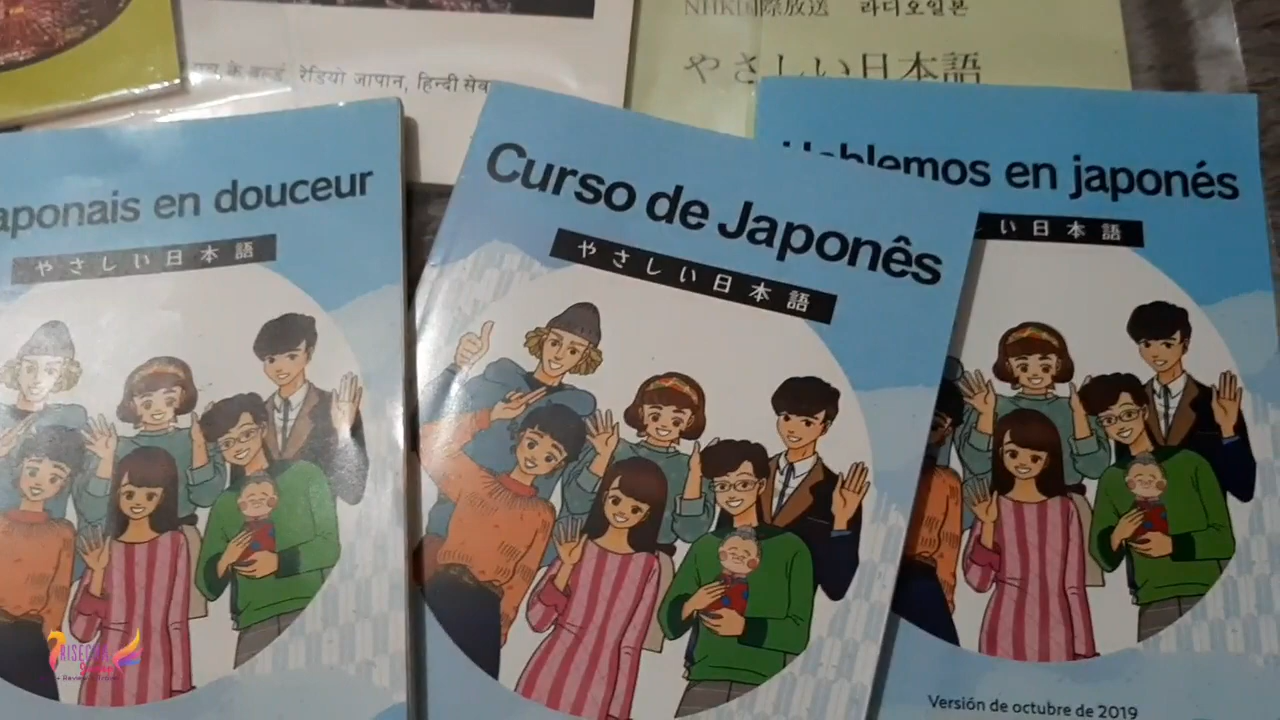 NHK国際放送 라디오일본
やさしい日本語
के वर्ल्ड, रेडियो जापान, हिन्दी सेव
aponais en douceur
やさしい日本語
Curso de Japonês
やさしい日本語
Hablemos en japonés
い日本語
Versión de octubre de 2019